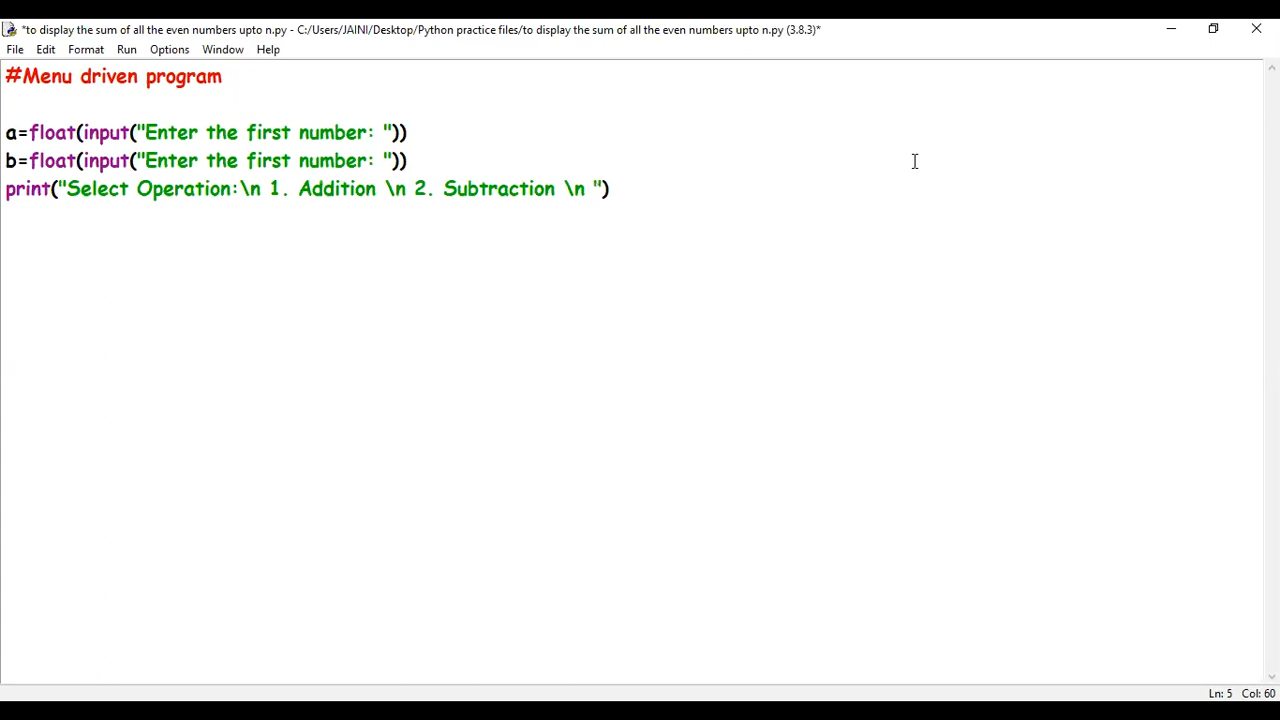 *to display the sum of all the even numbers upto n.py - C:/Users/JAINI/Desktop/Python practice files/to display the sum of all the even numbers upto n.py (3.8.3)*
File Edit Format Run Options Window Help
#Menu driven program
a=float(input("Enter the first number: "))
b=float(input("Enter the first number: "))
print("Select Operation:\n 1. Addition \n 2. Subtraction \n ")
Ln: 5 Col: 60